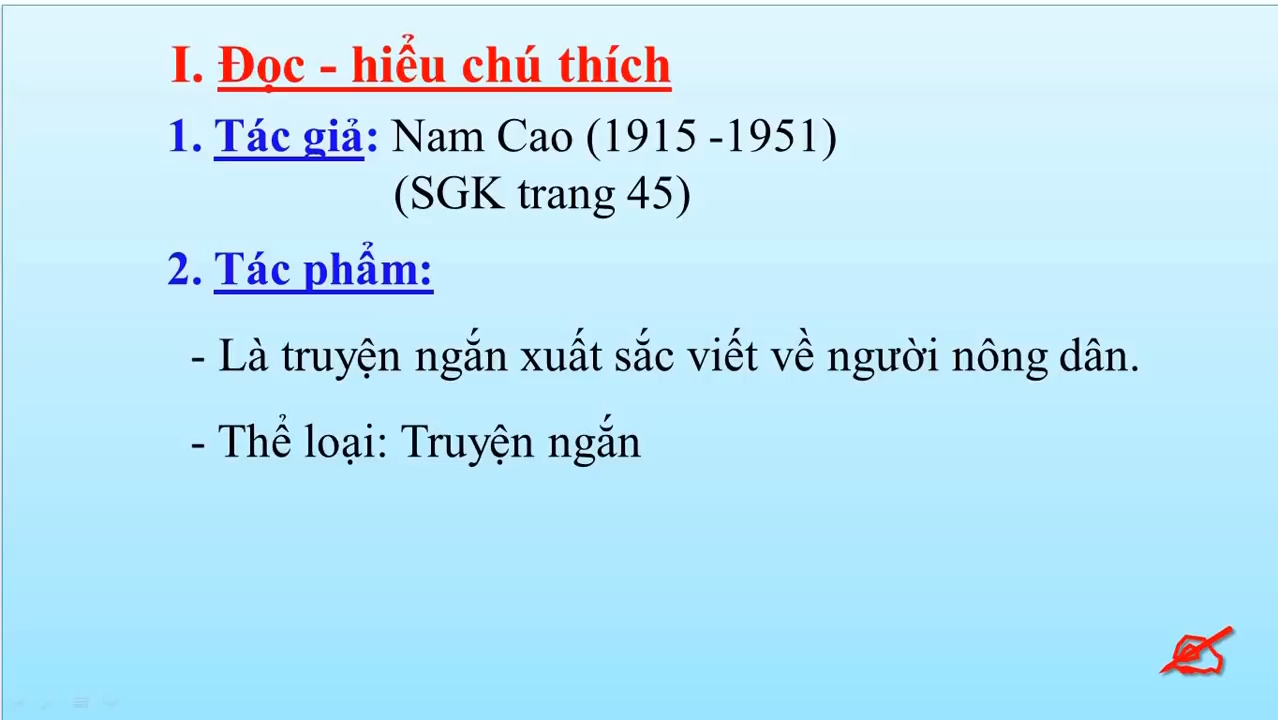 I. Đọc - hiểu chú thích
1. Tác giả: Nam Cao (1915 -1951)
(SGK trang 45)
2. Tác phẩm:
- Là truyện ngắn xuất sắc viết về người nông dân.
- Thể loại: Truyện ngắn